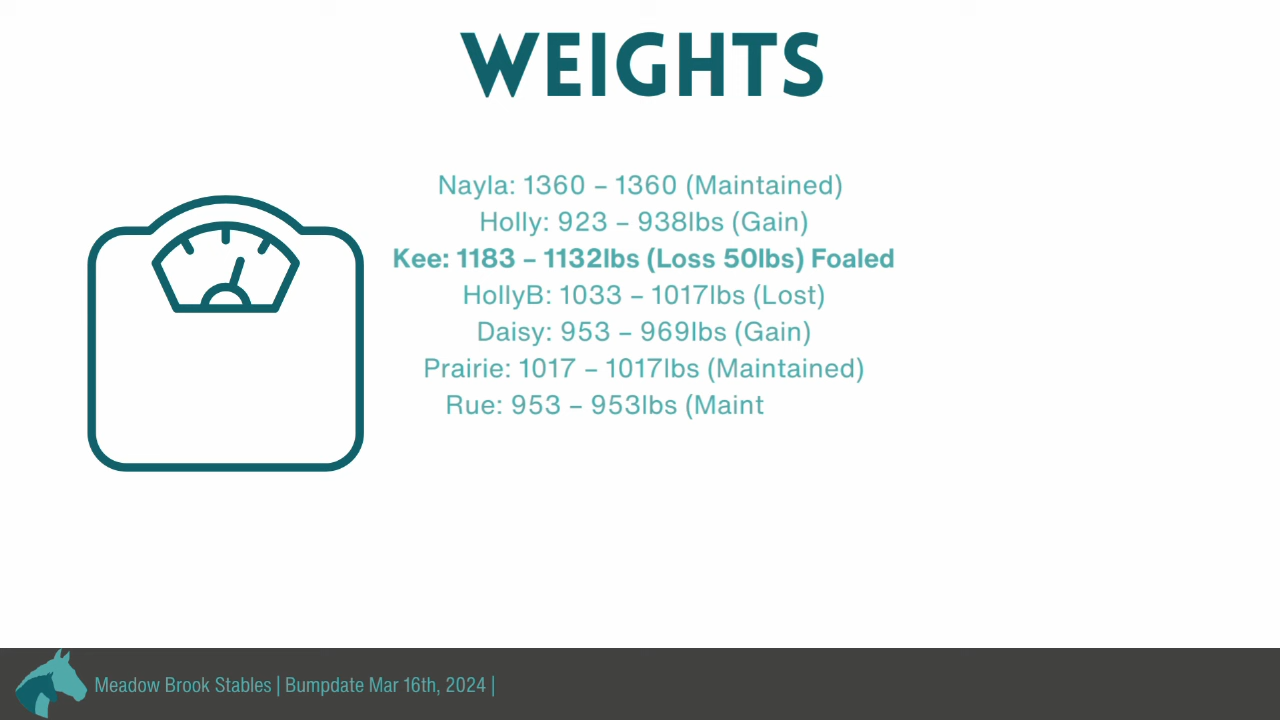 WEIGHTS
Nayla: 1360 – 1360 (Maintained)
Holly: 923 – 938lbs (Gain)
Kee: 1183 – 1132lbs (Loss 50lbs) Foaled
HollyB: 1033 – 1017lbs (Lost)
Daisy: 953 – 969lbs (Gain)
Prairie: 1017 – 1017lbs (Maintained)
Rue: 953 – 953lbs (Maint
Meadow Brook Stables | Bumpdate Mar 16th, 2024 |